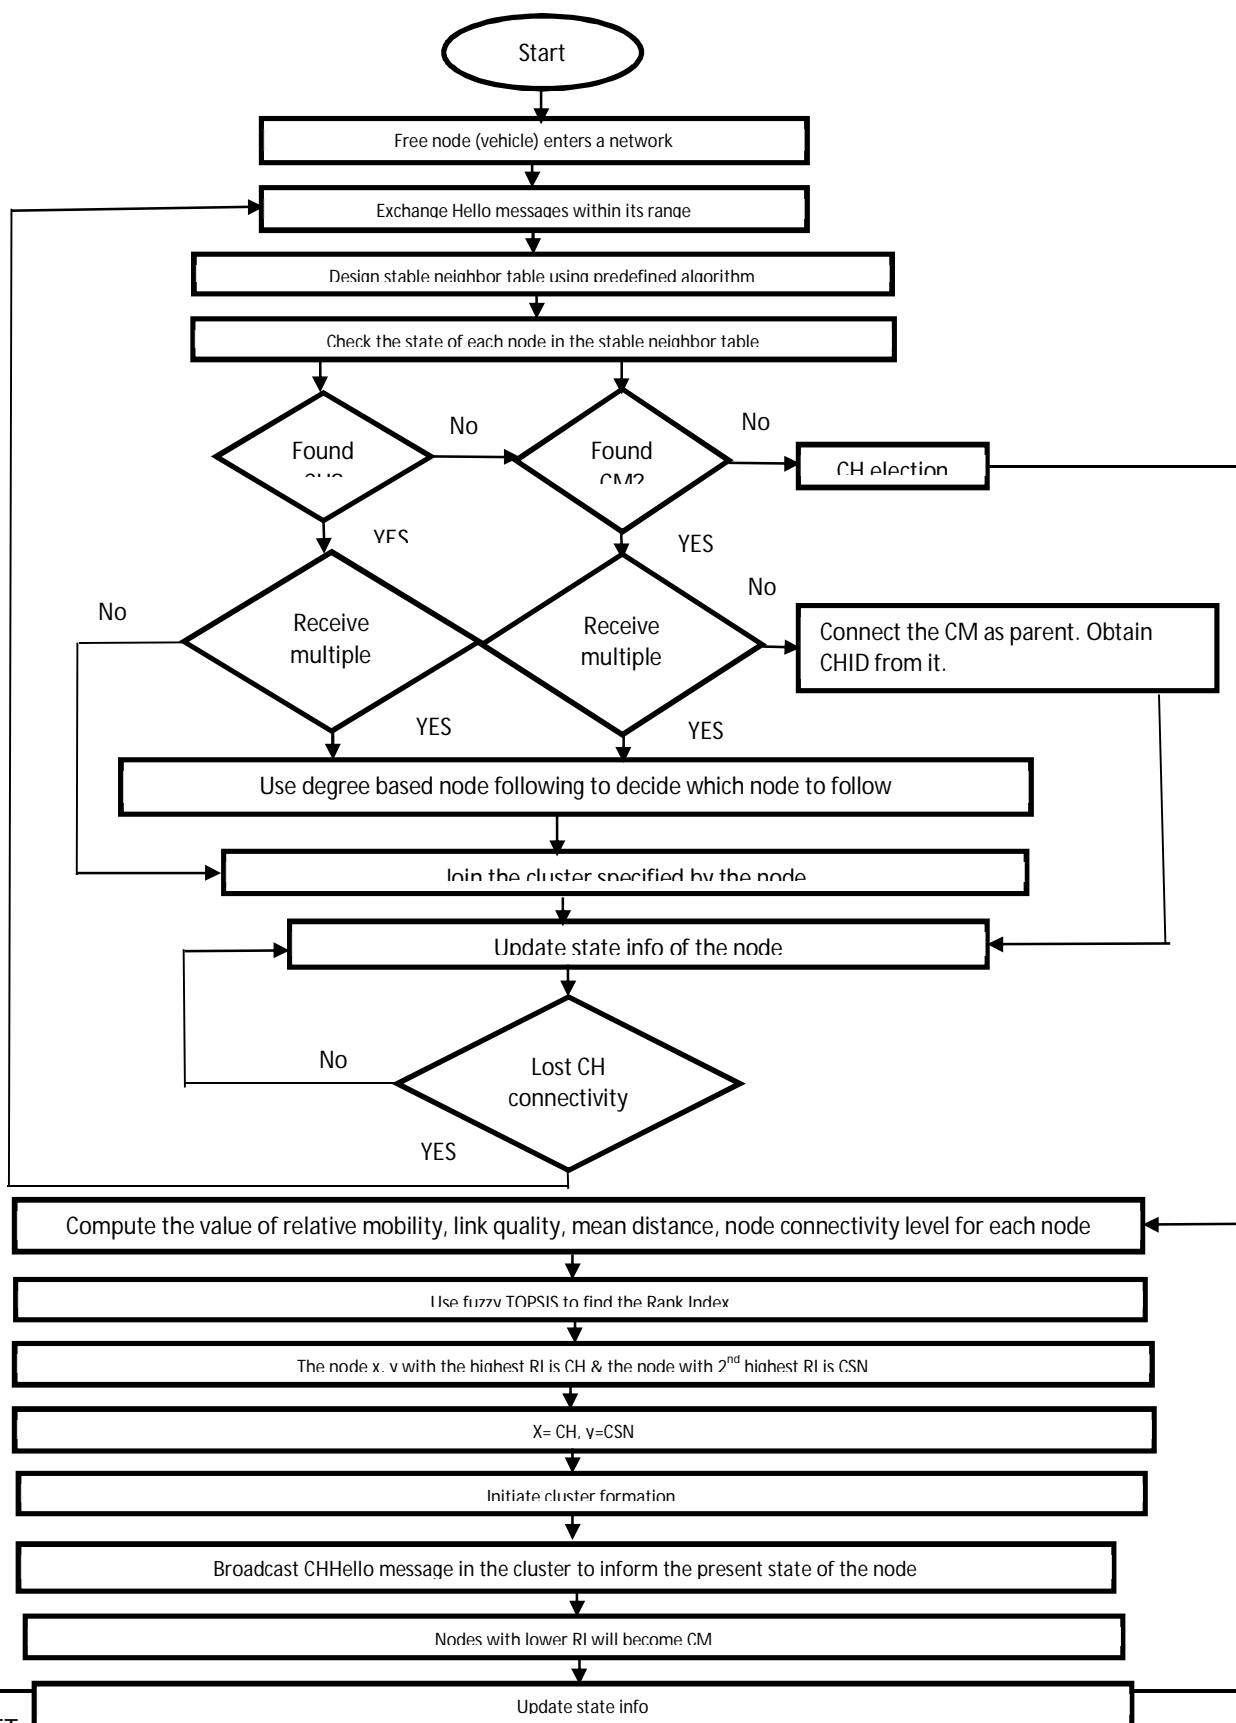 Start
Free node (vehicle) enters a network
Exchange Hello messages within its range
Design stable neighbor table using predefined algorithm
Check the state of each node in the stable neighbor table
Found
No
Found
CM?
No
CH election
YES
YES
No
Receive
multiple
Receive
multiple
No
Connect the CM as parent. Obtain
CHID from it.
YES
YES
Use degree based node following to decide which node to follow
Join the cluster specified by the node
Update state info of the node
No
Lost CH
connectivity
YES
Compute the value of relative mobility, link quality, mean distance, node connectivity level for each node
Use fuzzy TOPSIS to find the Rank Index
The node x, y with the highest RI is CH & the node with 2nd highest RI is CSN
X= CH, y=CSN
Initiate cluster formation
Broadcast CHHello message in the cluster to inform the present state of the node
Nodes with lower RI will become CM
Update state info